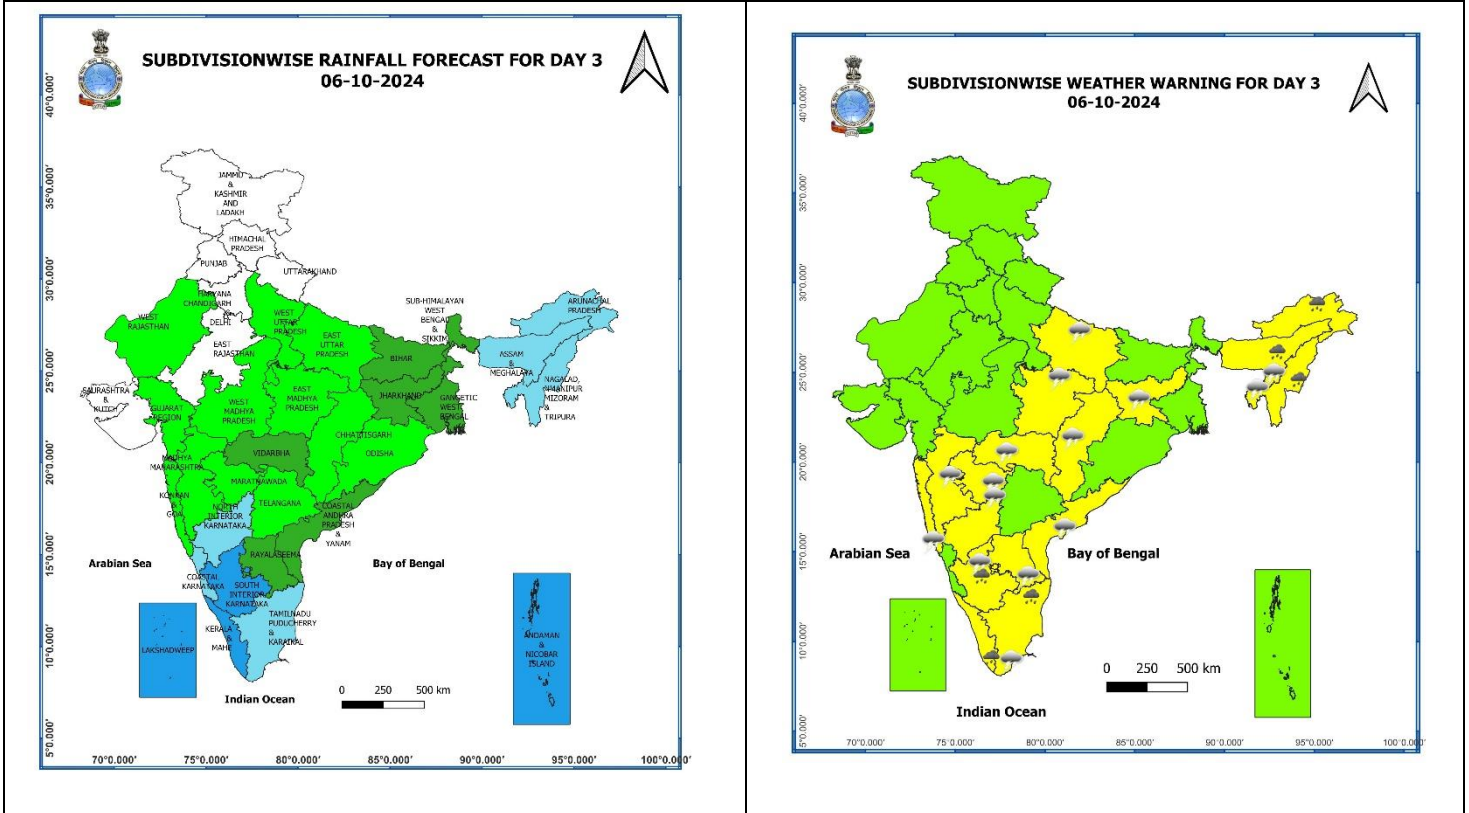 SUBDIVISIONWISE RAINFALL FORECAST FOR DAY 3
06-10-2024
40°0.000'
35°0.000'
30°0.000'
25°0.000'
20°0.000'
15°0.000'
10°0.000'
5°0.000'
JAMMU
&
KASHMIR
AND
LADAKH
HIMACHAL
PRADESH
PUNJAB
UTTARAKHAND
HARYANA
CHANDIGARH
&
DELHI
WEST
RAJASTHAN
EAST
RAJASTHAN
WEST
UTTAR
PRADESH
EAST
UTTAR
PRADESH
SUB-HIMALAYAN
WEST
BENGAL
&
SIKKIM
ARUNACHAL
PRADESH
ASSAM
&
MEGHALAYA
NAGALAD,
MANIPUR
MIZORAM
&
TRIPURA
BIHAR
JHARKHAND
GANGETIC
WEST
BENGAL
SAURASHTRA
&
KUTCH
GUJARAT
REGION
WEST
MADHYA
PRADESH
EAST
MADHYA
PRADESH
CHHATTISGARH
ODISHA
VIDARBHA
MADHYA
MAHARASHTRA
MARATHAWADA
KONKAN
&
GOA
TELANGANA
NORTH
INTERIOR
KARNATAKA
COASTAL
ANDHRA
PRADESH
&
YANAM
RAYALASEEMA
COASTAL
KARNATAKA
SOUTH
INTERIOR
KARNATAKA
TAMILNADU
PUDUCHERRY
&
KARAIKAL
KERALA
&
MAHE
LAKSHADWEEP
ANDAMAN
&
NICOBAR
ISLAND
Arabian Sea
Bay of Bengal
Indian Ocean
0 250 500 km
70°0.000' 75°0.000' 80°0.000' 85°0.000' 90°0.000' 95°0.000' 100°0.000'
SUBDIVISIONWISE WEATHER WARNING FOR DAY 3
06-10-2024
40°0.000'
35°0.000'
30°0.000'
25°0.000'
20°0.000'
15°0.000'
10°0.000'
5°0.000'
Arabian Sea
Bay of Bengal
Indian Ocean
0 250 500 km
70°0.000' 75°0.000' 80°0.000' 85°0.000' 90°0.000' 95°0.000' 100°0.000'